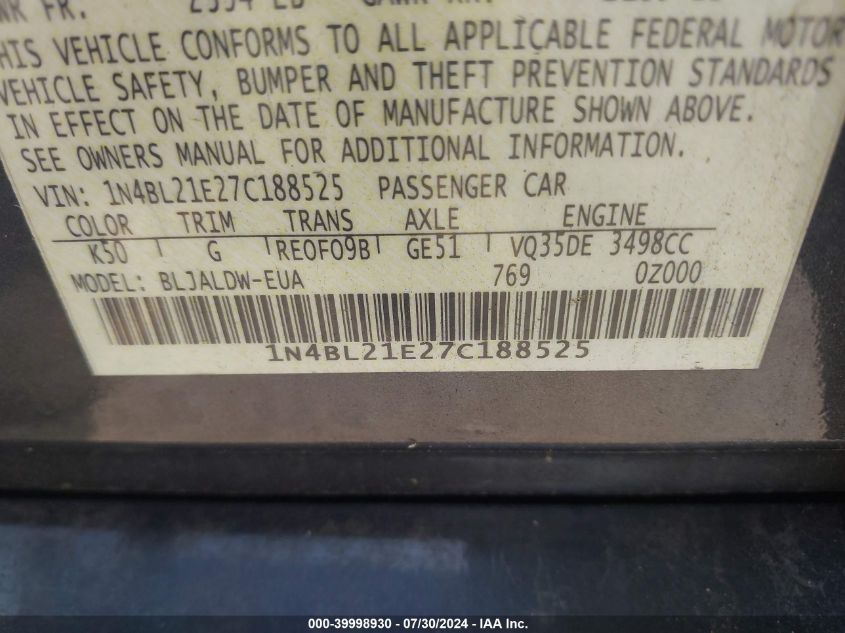 THIS VEHICLE CONFORMS TO ALL APPLICABLE FEDERAL MOTOR
VEHICLE SAFETY, BUMPER AND THEFT PREVENTION STANDARDS
IN EFFECT ON THE DATE OF MANUFACTURE SHOWN ABOVE.
SEE OWNERS MANUAL FOR ADDITIONAL INFORMATION.
VIN: 1N4BL21E27C188525 PASSENGER CAR
COLOR TRIM TRANS AXLE ENGINE
K50 G RE0F09B GE51 VQ35DE 3498CC
MODEL: BLJALDW-EUA 769 0Z000
1N4BL21E27C188525
000-39998930 - 07/30/2024 - IAA Inc.